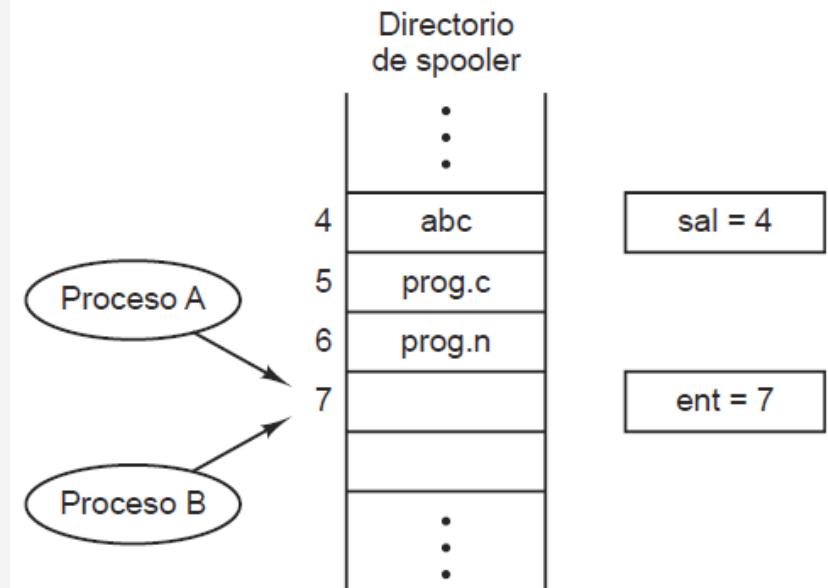 Directorio
de spooler
4 abc sal = 4
Proceso A
5 prog.c
6 prog.n
7 ent = 7
Proceso B